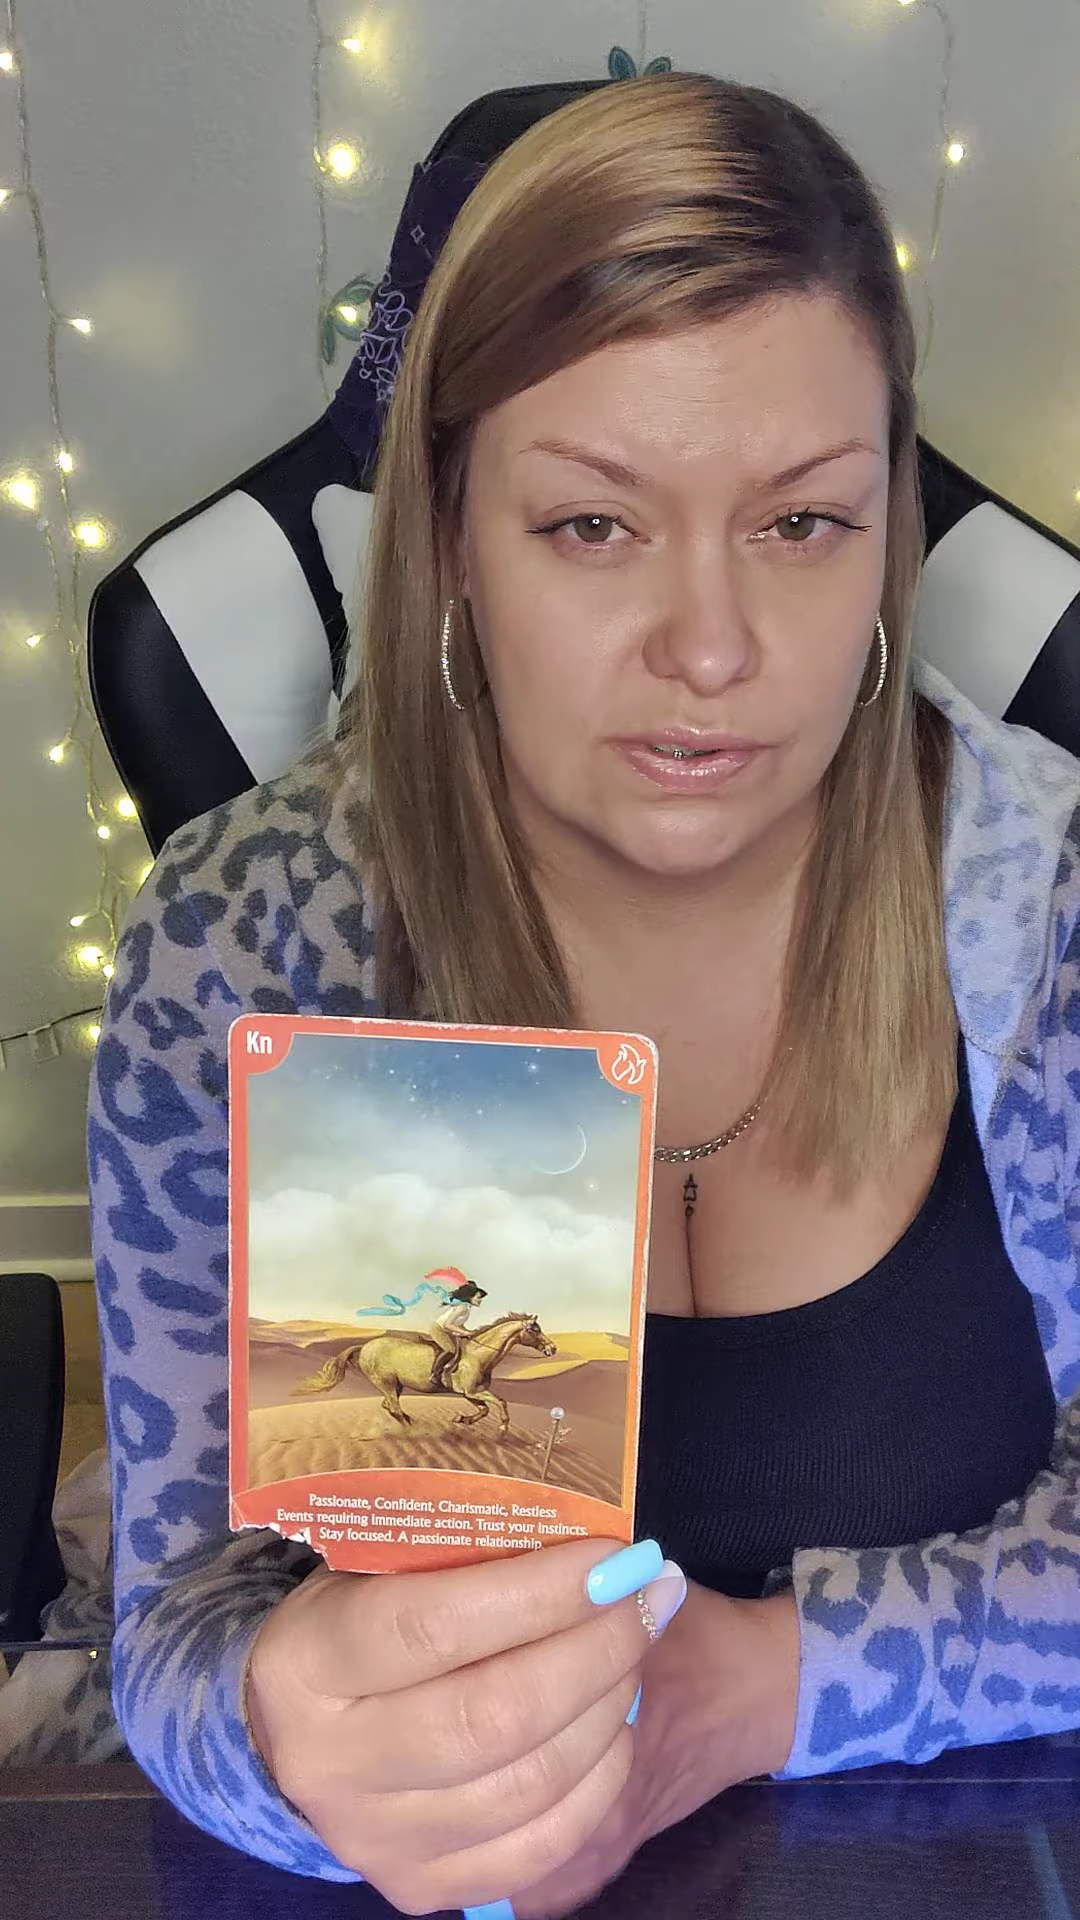 Kn
Passionate, Confident, Charismatic, Restless
Events requiring immediate action. Trust your instincts.
Stay focused. A passionate relationship.